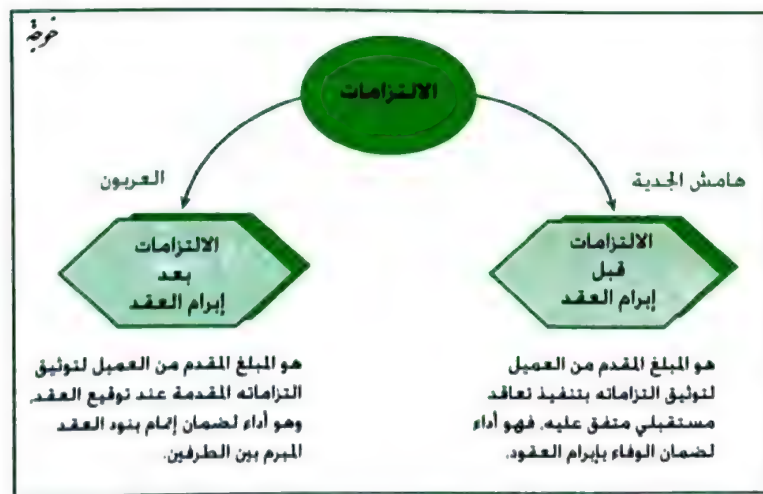 الالتزامات
هامش الجدية
العربون
الالتزامات
قبل
إبرام العقد
الالتزامات
بعد
إبرام العقد
هو المبلغ المقدم من العميل
لتوثيق التزاماته بتنفيذ تعاقد
مستقبلي متفق عليه. فهو أداء
لضمان الوفاء بإبرام العقود.
هو المبلغ المقدم من العميل لتوثيق
التزاماته المقدمة عند توقيع العقد.
وهو أداء لضمان إتمام بنود العقد
المبرم بين الطرفين.